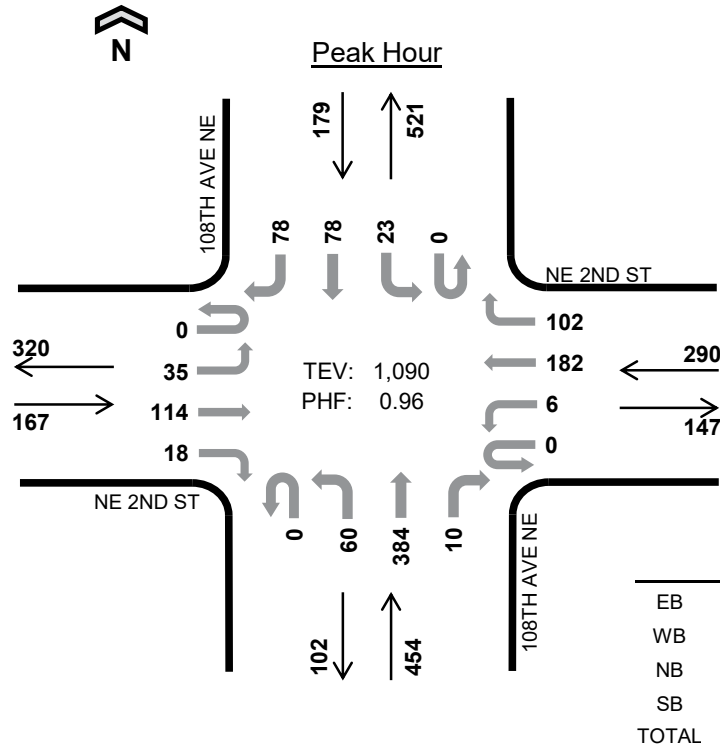 N
Peak Hour
179
521
108TH AVE NE
78
78
23
0
NE 2ND ST
0
102
320
35
TEV: 1,090
182
290
167
114
PHF: 0.96
6
147
18
0
NE 2ND ST
0
60
384
10
108TH AVE NE
102
454
EB
WB
NB
SB
TOTAL